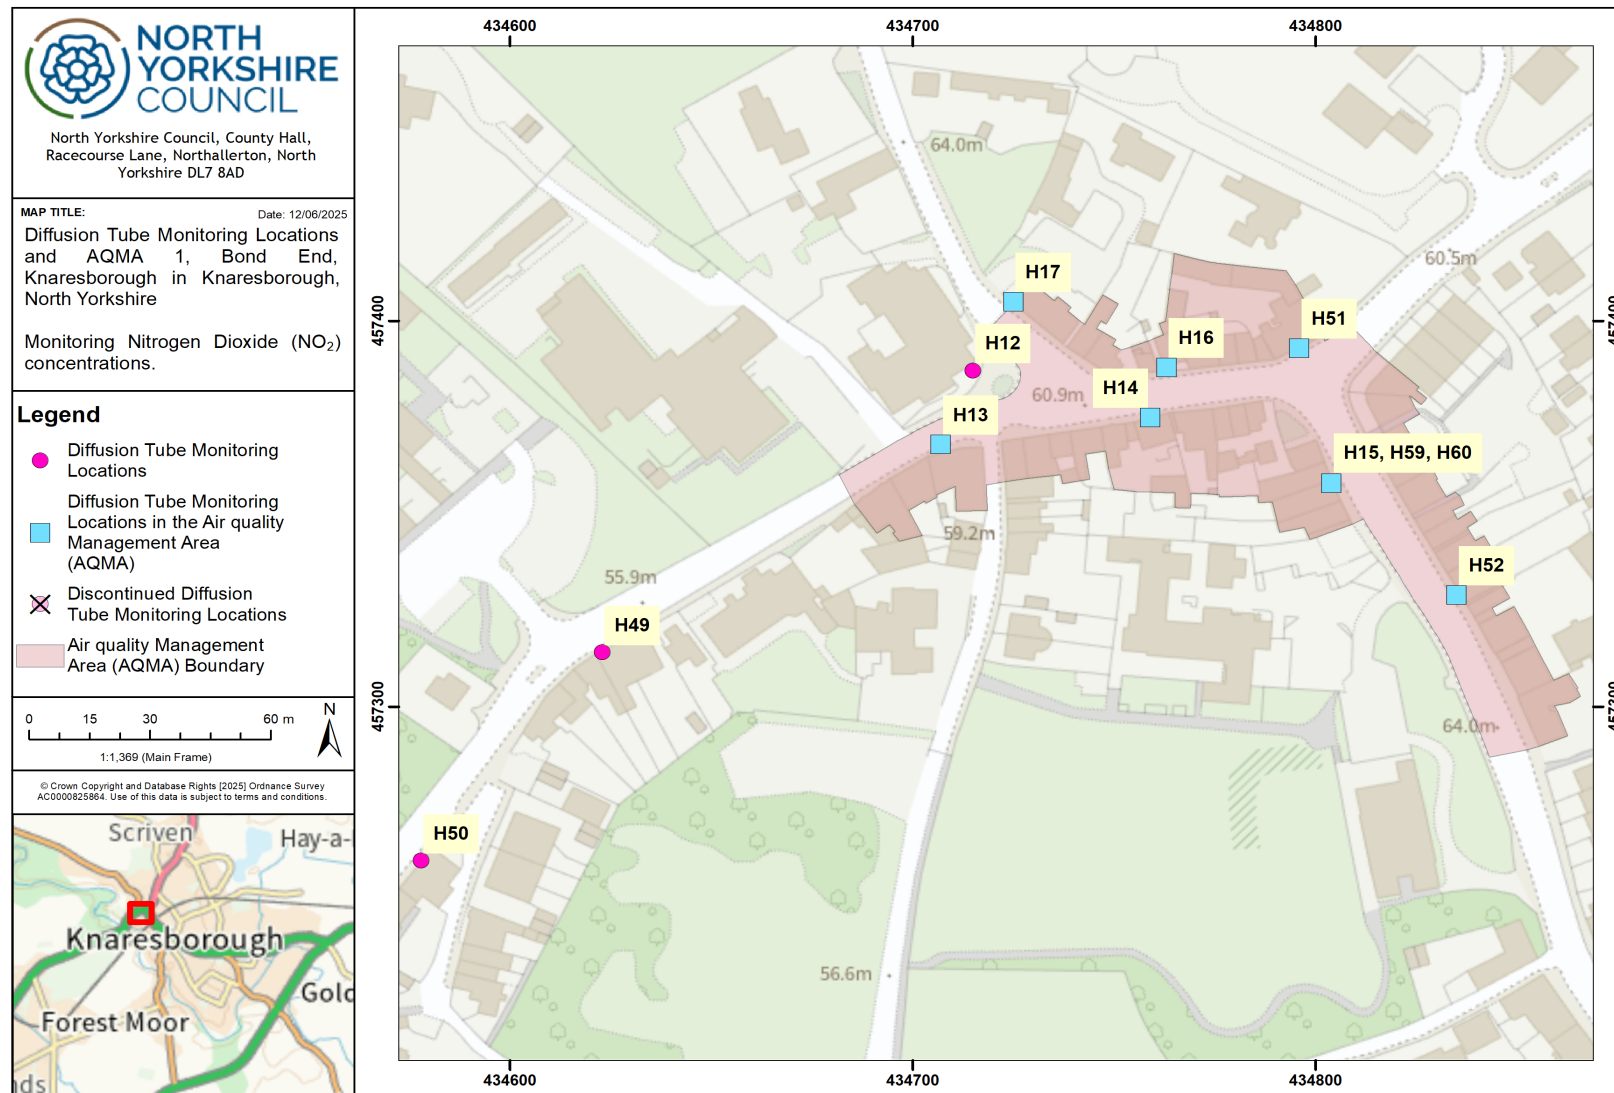 NORTH
YORKSHIRE
COUNCIL
North Yorkshire Council, County Hall,
Racecourse Lane, Northallerton, North
Yorkshire DL7 8AD
MAP TITLE:
Date: 12/06/2025
Diffusion Tube Monitoring Locations
and AQMA 1, Bond End,
Knaresborough in Knaresborough,
North Yorkshire
Monitoring Nitrogen Dioxide (NO₂)
concentrations.
Legend
Diffusion Tube Monitoring
Locations
Diffusion Tube Monitoring
Locations in the Air quality
Management Area
(AQMA)
Discontinued Diffusion
Tube Monitoring Locations
Air quality Management
Area (AQMA) Boundary
0 15 30 60 m
N
1:1,369 (Main Frame)
© Crown Copyright and Database Rights [2025] Ordnance Survey
AC0000825864. Use of this data is subject to terms and conditions.
Scriven
Hay-a-
Knaresborough
Gold
Forest Moor
nds
434600 434700 434800
64.0m
60.5m
H17
457400
457400
H51
H16
H12
H14
60.9m
H13
H15, H59, H60
59.2m
H52
55.9m
H49
457300
457300
64.0m
H50
56.6m
434600 434700 434800